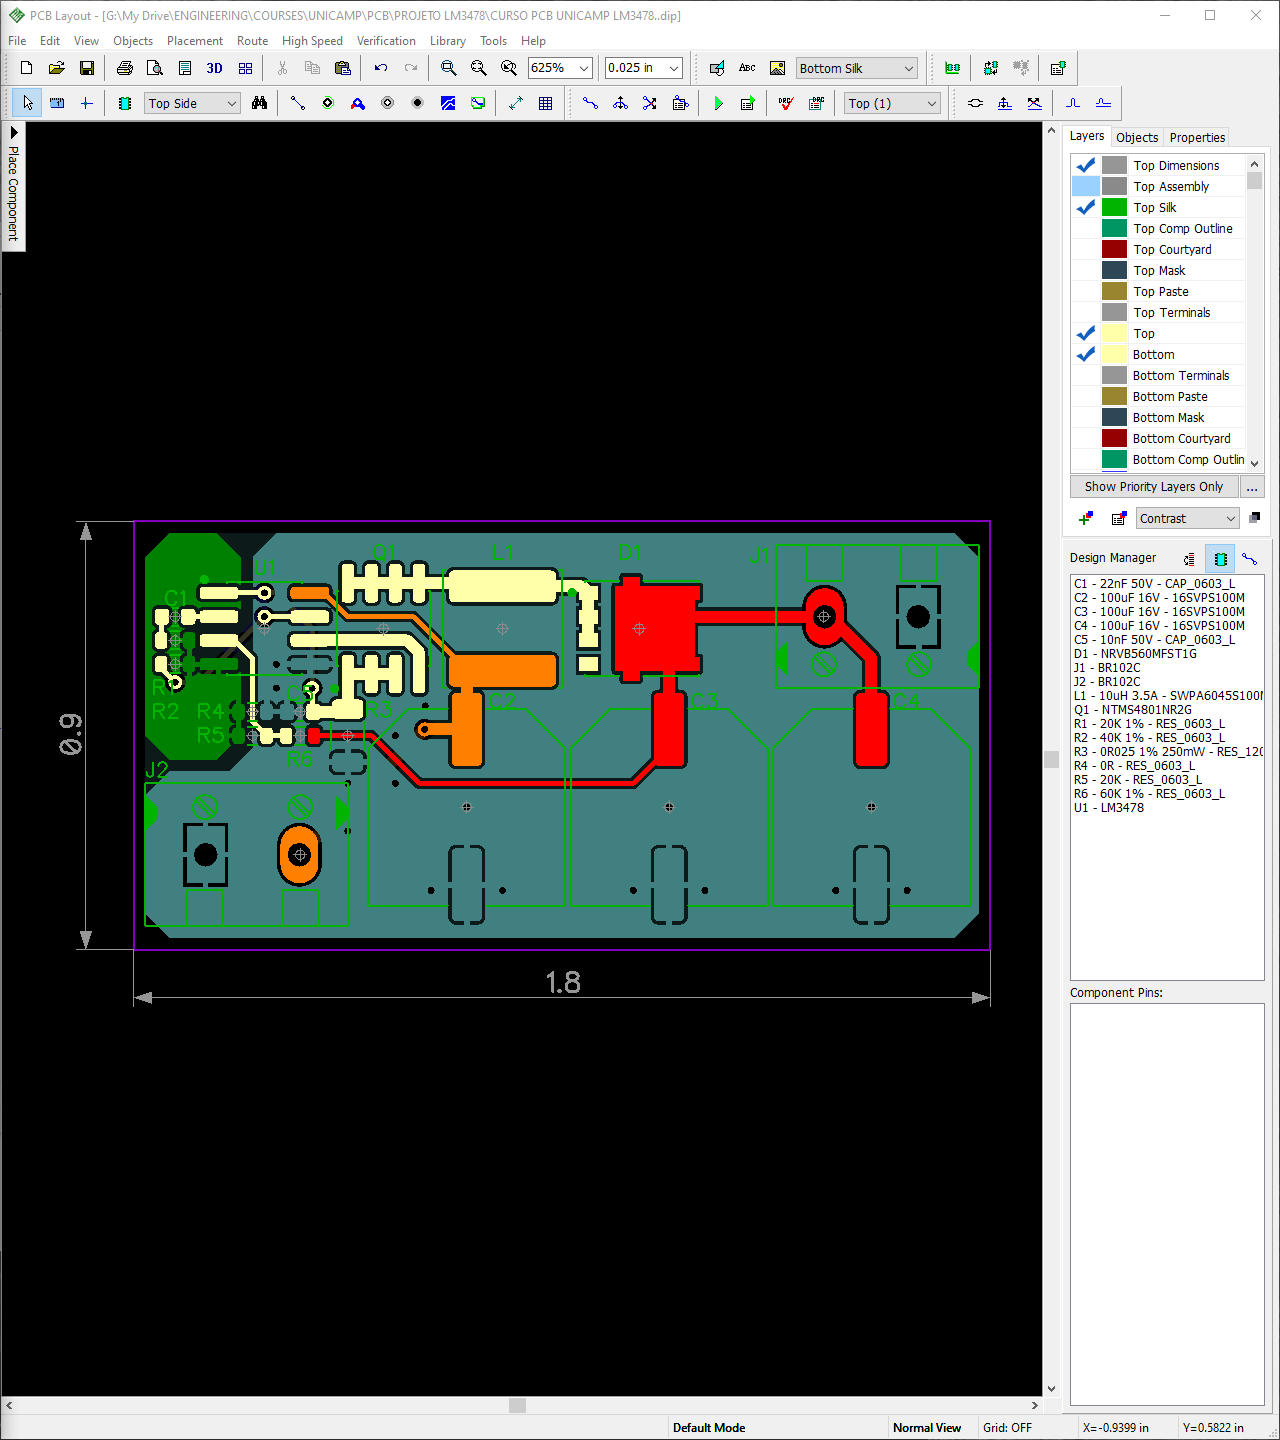 PCB Layout - [G:\My Drive\ENGINEERING\COURSES\UNICAMP\PCB\PROJETO LM3478\CURSO PCB UNICAMP LM3478..dip]
File Edit View Objects Placement Route High Speed Verification Library Tools Help
3D 625% 0.025 in ABC Bottom Silk
Top Side DRC DRC Top (1)
Place Component
Layers Objects Properties
Top Dimensions
Top Assembly
Top Silk
Top Comp Outline
Top Courtyard
Top Mask
Top Paste
Top Terminals
Top
Bottom
Bottom Terminals
Bottom Paste
Bottom Mask
Bottom Courtyard
Bottom Comp Outlin
Show Priority Layers Only ...
Contrast
Design Manager
C1 - 22nF 50V - CAP_0603_L
C2 - 100uF 16V - 16SVPS100M
C3 - 100uF 16V - 16SVPS100M
C4 - 100uF 16V - 16SVPS100M
C5 - 10nF 50V - CAP_0603_L
D1 - NRVB560MFST1G
J1 - BR102C
J2 - BR102C
L1 - 10uH 3.5A - SWPA6045S100M
Q1 - NTMS4801NR2G
R1 - 20K 1% - RES_0603_L
R2 - 40K 1% - RES_0603_L
R3 - 0R025 1% 250mW - RES_120
R4 - 0R - RES_0603_L
R5 - 20K - RES_0603_L
R6 - 60K 1% - RES_0603_L
U1 - LM3478
Component Pins:
Q1 L1 D1 J1
U1
C1
R1 C5
C2 C3 C4
R2 R4 R3
R5
R6
J2
0.9
1.8
Default Mode Normal View Grid: OFF X=-0.9399 in Y=0.5822 in